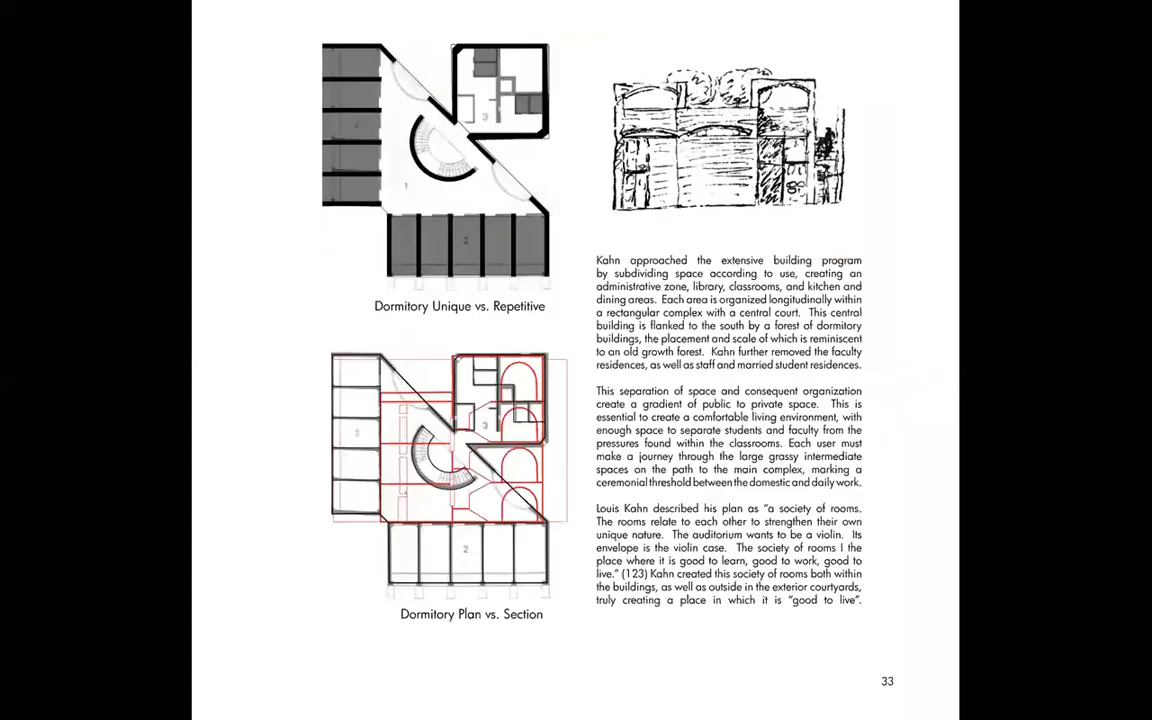 3
2
1
2
Dormitory Unique vs. Repetitive
3
3
2
Dormitory Plan vs. Section
Kahn approached the extensive building program
by subdividing space according to use, creating an
administrative zone, library, classrooms, and kitchen and
dining areas. Each area is organized longitudinally within
a rectangular complex with a central court. This central
building is flanked to the south by a forest of dormitory
buildings, the placement and scale of which is reminiscent
to an old growth forest. Kahn further removed the faculty
residences, as well as staff and married student residences.
This separation of space and consequent organization
create a gradient of public to private space. This is
essential to create a comfortable living environment, with
enough space to separate students and faculty from the
pressures found within the classrooms. Each user must
make a journey through the large grassy intermediate
spaces on the path to the main complex, marking a
ceremonial threshold between the domestic and daily work.
Louis Kahn described his plan as “a society of rooms.
The rooms relate to each other to strengthen their own
unique nature. The auditorium wants to be a violin. Its
envelope is the violin case. The society of rooms I the
place where it is good to learn, good to work, good to
live.” (123) Kahn created this society of rooms both within
the buildings, as well as outside in the exterior courtyards,
truly creating a place in which it is “good to live”.
33